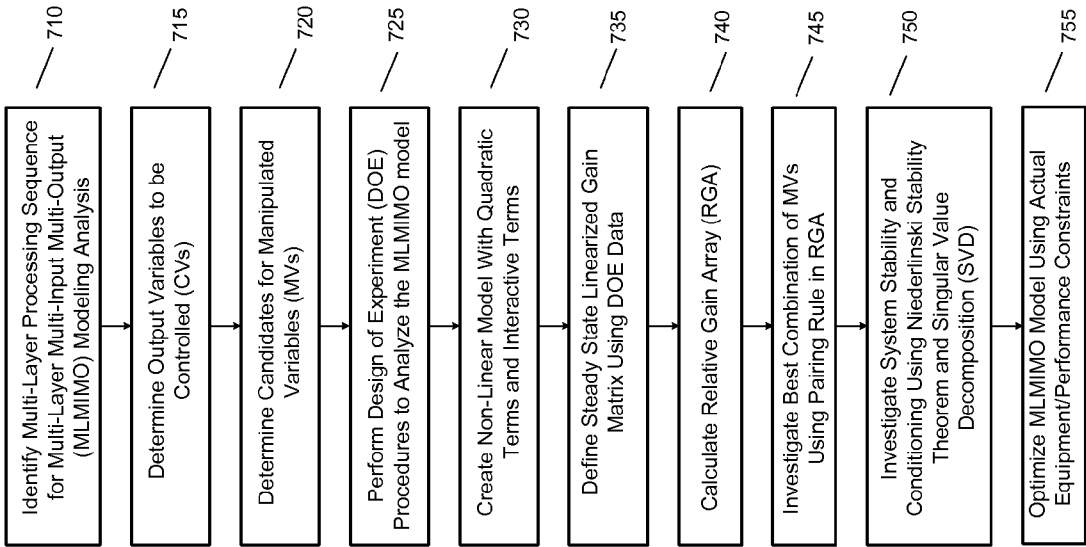 710
Identify Multi-Layer Processing Sequence
for Multi-Layer Multi-Input Multi-Output
(MLMIMO) Modeling Analysis
715
Determine Output Variables to be
Controlled (CVs)
720
Determine Candidates for Manipulated
Variables (MVs)
725
Perform Design of Experiment (DOE)
Procedures to Analyze the MLMIMO model
730
Create Non-Linear Model With Quadratic
Terms and Interactive Terms
735
Define Steady State Linearized Gain
Matrix Using DOE Data
740
Calculate Relative Gain Array (RGA)
745
Investigate Best Combination of MVs
Using Pairing Rule in RGA
750
Investigate System Stability and
Conditioning Using Niederlinski Stability
Theorem and Singular Value
Decomposition (SVD)
755
Optimize MLMIMO Model Using Actual
Equipment/Performance Constraints